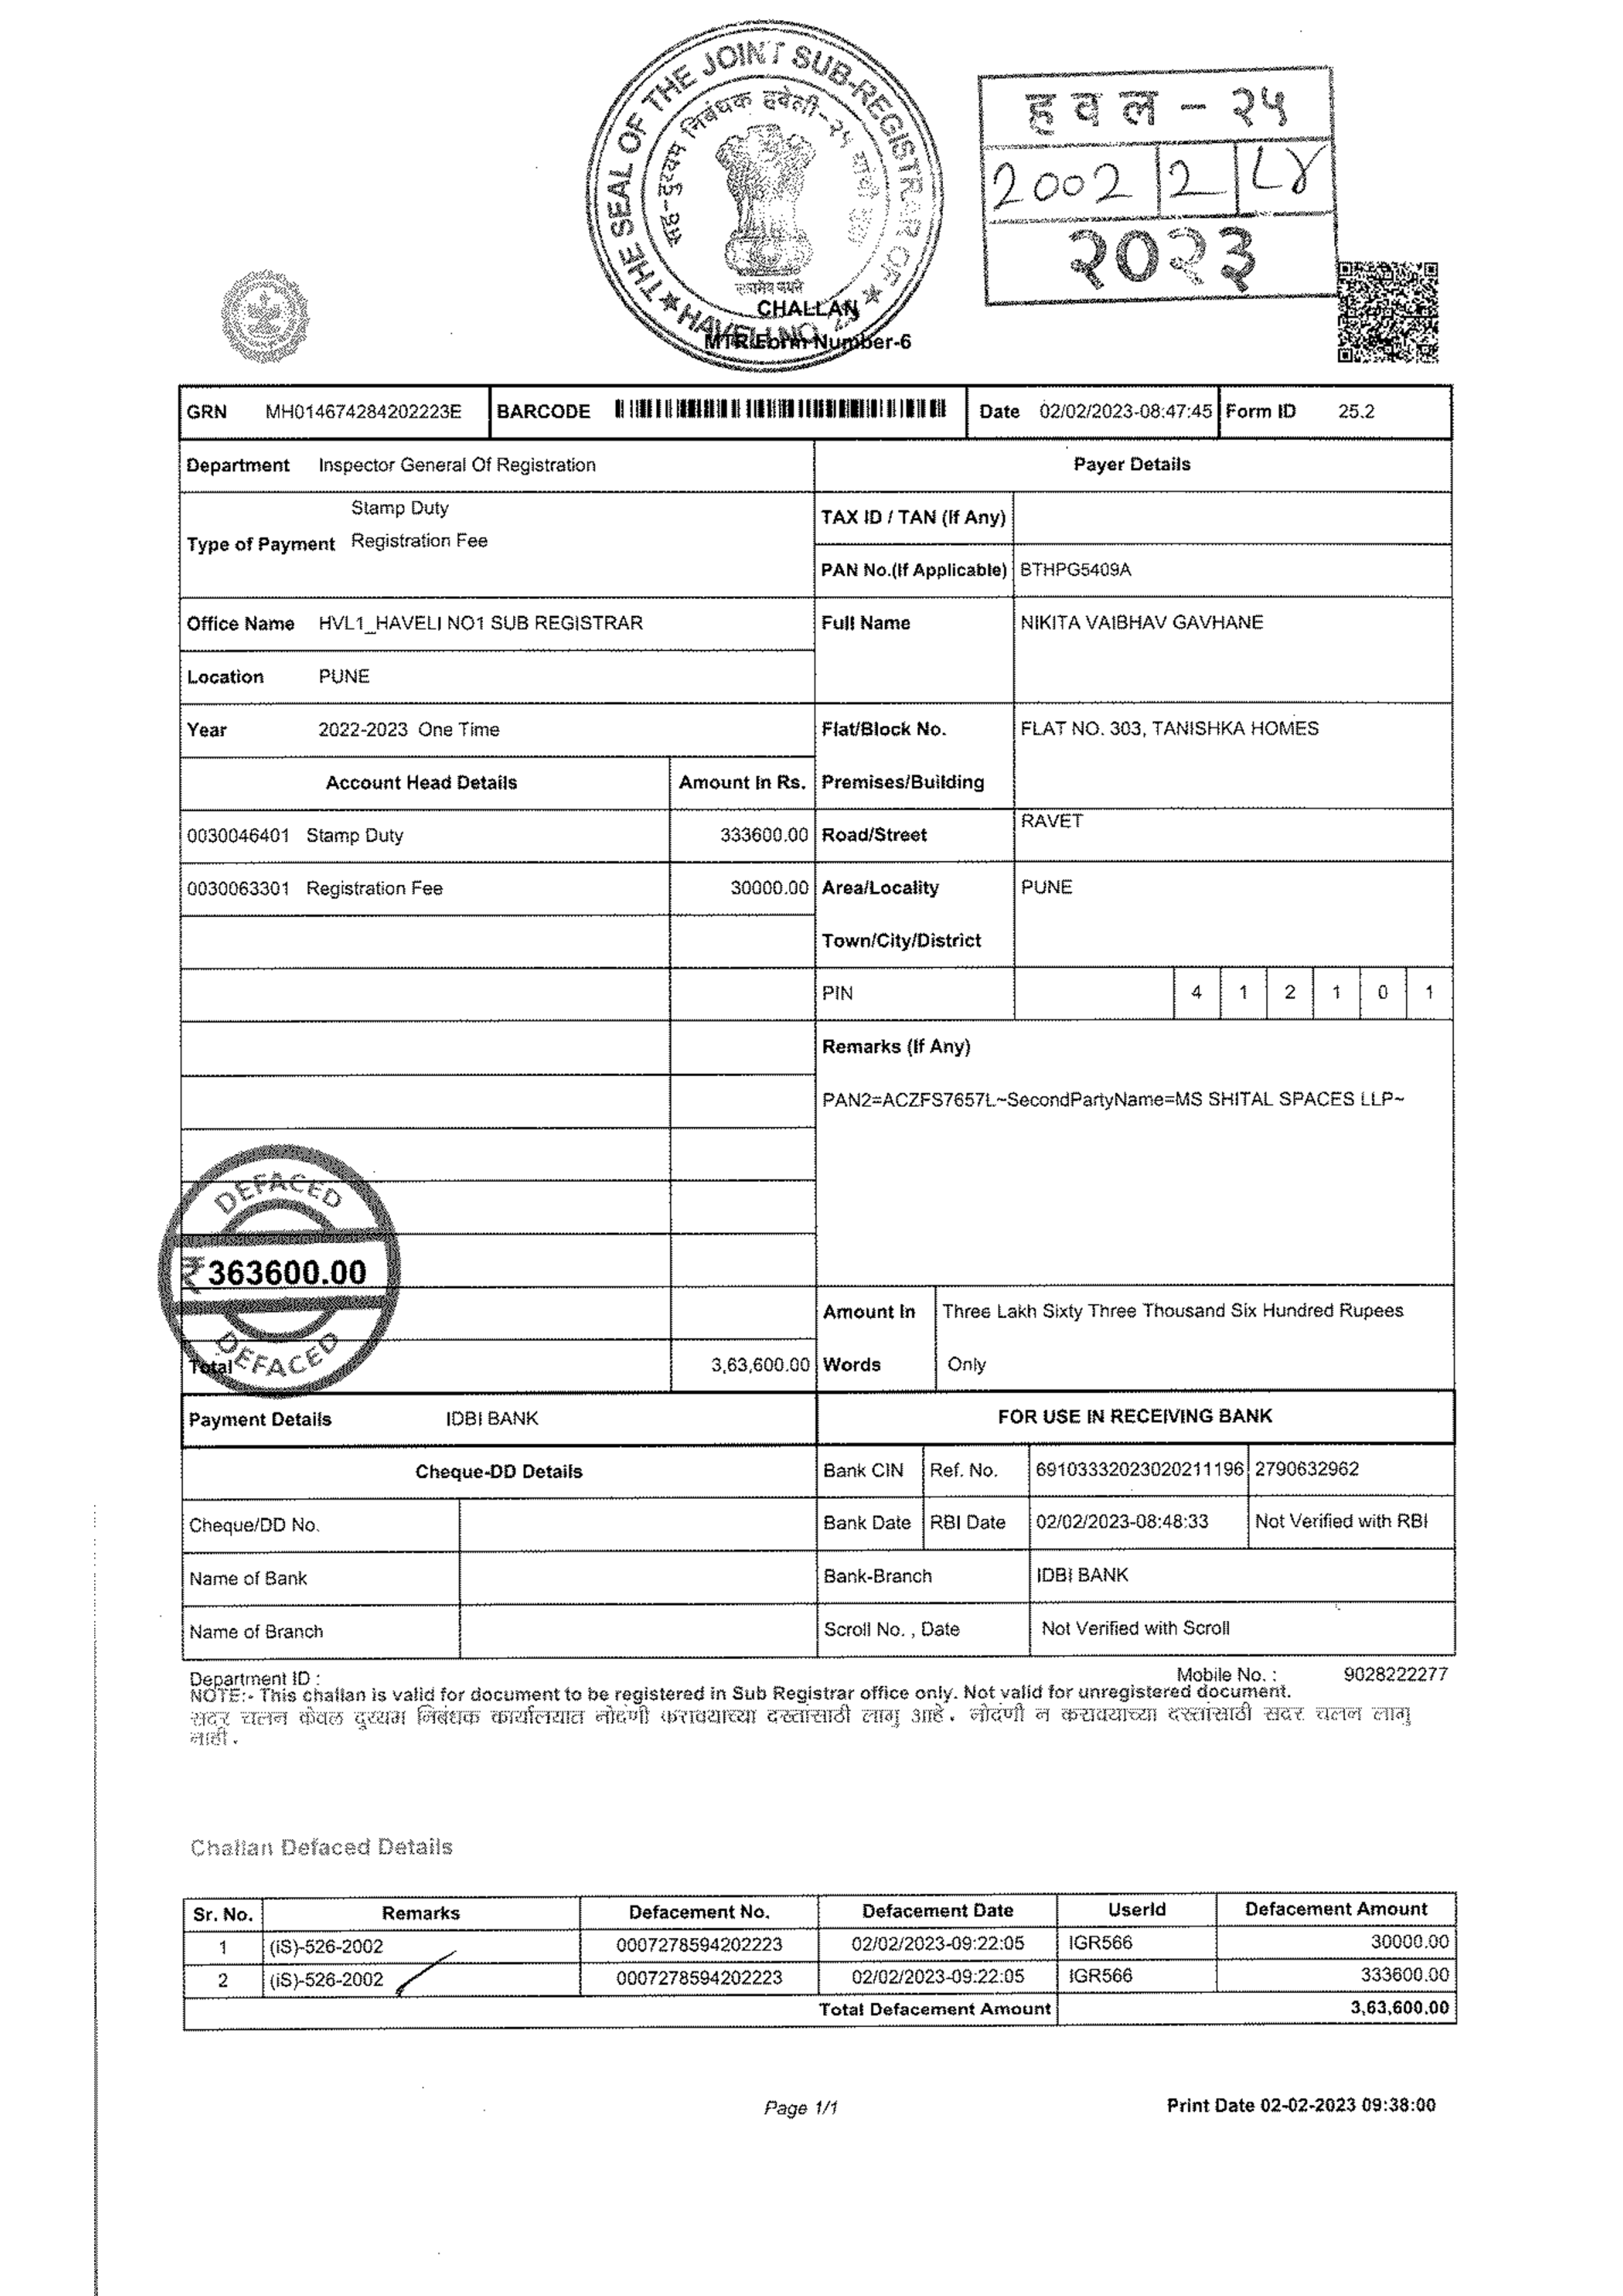 THE SEAL OF THE JOINT SUB-REGISTRAR OF
सह-दुय्यम निबंधक हवेली-२५ यांची मुद्रा
सत्यमेव जयते
★ HAVELI NO. 25 ★
हवल - २५
2002 2 ८४
२०२३
CHALLAN
MTR Form Number-6
GRN MH014674284202223E BARCODE Date 02/02/2023-08:47:45 Form ID 25.2
Department Inspector General Of Registration Payer Details
Stamp Duty
Type of Payment Registration Fee
TAX ID / TAN (If Any)
PAN No.(If Applicable) BTHPG5409A
Office Name HVL1_HAVELI NO1 SUB REGISTRAR Full Name NIKITA VAIBHAV GAVHANE
Location PUNE
Year 2022-2023 One Time Flat/Block No. FLAT NO. 303, TANISHKA HOMES
Account Head Details Amount In Rs. Premises/Building
0030046401 Stamp Duty 333600.00 Road/Street RAVET
0030063301 Registration Fee 30000.00 Area/Locality PUNE
Town/City/District
PIN 4 1 2 1 0 1
Remarks (If Any)
PAN2=ACZFS7657L~SecondPartyName=MS SHITAL SPACES LLP~
DEFACED
₹ 363600.00
DEFACED
Amount In Three Lakh Sixty Three Thousand Six Hundred Rupees
Total 3,63,600.00 Words Only
Payment Details IDBI BANK FOR USE IN RECEIVING BANK
Cheque-DD Details Bank CIN Ref. No. 69103332023020211196 2790632962
Cheque/DD No. Bank Date RBI Date 02/02/2023-08:48:33 Not Verified with RBI
Name of Bank Bank-Branch IDBI BANK
Name of Branch Scroll No. , Date Not Verified with Scroll
Department ID : Mobile No. : 9028222277
NOTE:- This challan is valid for document to be registered in Sub Registrar office only. Not valid for unregistered document.
सदर चलन केवळ दुय्यम निबंधक कार्यालयात नोंदणी करावयाच्या दस्तांसाठी लागु आहे . नोंदणी न करावयाच्या दस्तांसाठी सदर चलन लागु
नाही .
Challan Defaced Details
Sr. No. Remarks Defacement No. Defacement Date UserId Defacement Amount
1 (iS)-526-2002 0007278594202223 02/02/2023-09:22:05 IGR566 30000.00
2 (iS)-526-2002 0007278594202223 02/02/2023-09:22:05 IGR566 333600.00
Total Defacement Amount 3,63,600.00
Page 1/1 Print Date 02-02-2023 09:38:00